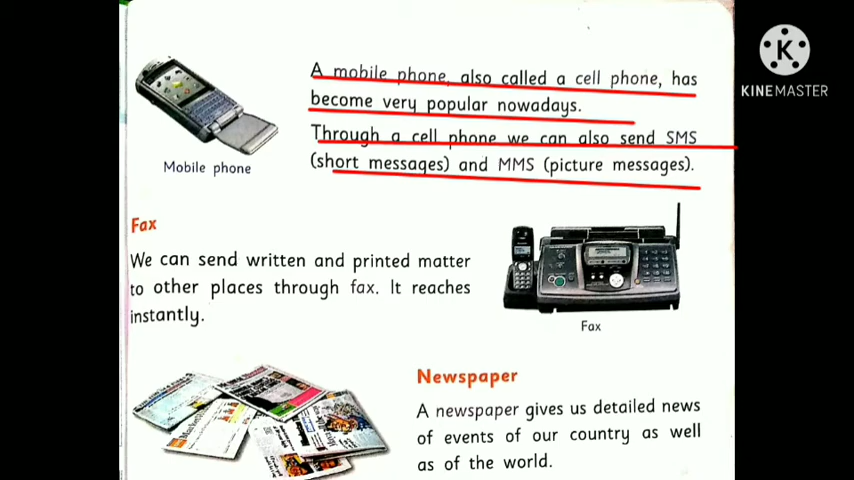 A mobile phone, also called a cell phone, has
become very popular nowadays.
Through a cell phone we can also send SMS
(short messages) and MMS (picture messages).
Mobile phone
K
KINEMASTER
Fax
We can send written and printed matter
to other places through fax. It reaches
instantly.
Fax
Newspaper
A newspaper gives us detailed news
of events of our country as well
as of the world.